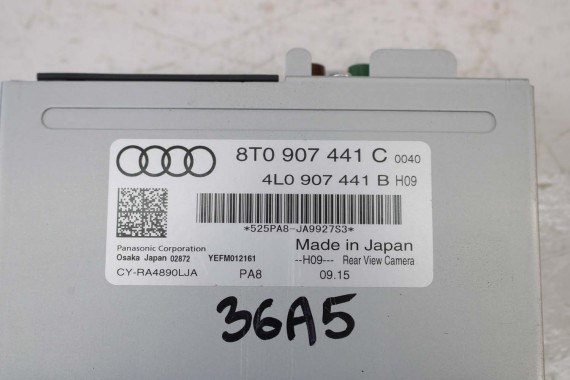 8T0 907 441 C 0040
4L0 907 441 B H09
*525PA8-JA9927S3*
Panasonic Corporation
Made in Japan
Osaka Japan 02872 YEFM012161
--H09--- Rear View Camera
CY-RA4890LJA PA8 09.15
36A5